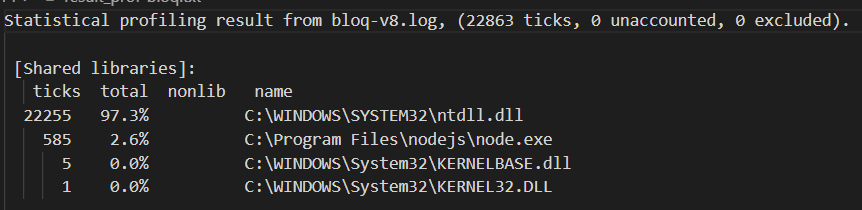 Statistical profiling result from bloq-v8.log, (22863 ticks, 0 unaccounted, 0 excluded).
[Shared libraries]:
ticks total nonlib name
22255 97.3% C:\WINDOWS\SYSTEM32\ntdll.dll
585 2.6% C:\Program Files\nodejs\node.exe
5 0.0% C:\WINDOWS\System32\KERNELBASE.dll
1 0.0% C:\WINDOWS\System32\KERNEL32.DLL